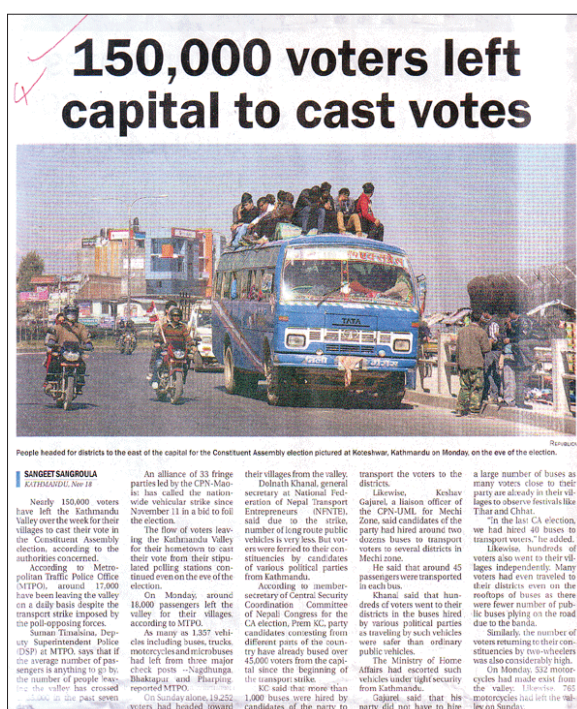 150,000 voters left
capital to cast votes
TATA
REPUBLICA
People headed for districts to the east of the capital for the Constituent Assembly election pictured at Koteshwar, Kathmandu on Monday, on the eve of the election.
SANGEET SANGROULA
KATHMANDU, Nov 18
Nearly 150,000 voters
have left the Kathmandu
Valley over the week for their
villages to cast their vote in
the Constituent Assembly
election, according to the
authorities concerned.
According to Metro-
politan Traffic Police Office
(MTPO), around 17,000
have been leaving the valley
on a daily basis despite the
transport strike imposed by
the poll-opposing forces.
Suman Timalsina, Dep-
uty Superintendent Police
(DSP) at MTPO, says that if
the average number of pas-
sengers is anything to go by,
the number of people leav-
ing the valley has crossed
in the past seven
An alliance of 33 fringe
parties led by the CPN-Mao-
ist has called the nation-
wide vehicular strike since
November 11 in a bid to foil
the election.
The flow of voters leav-
ing the Kathmandu Valley
for their hometowns to cast
their vote from their stipu-
lated polling stations con-
tinued even on the eve of the
election.
On Monday, around
18,000 passengers left the
valley for their villages,
according to MTPO.
As many as 1,357 vehi-
cles including buses, trucks,
motorcycles and microbuses
had left from three major
check posts --Nagdhunga,
Bhaktapur and Pharping,
reported MTPO.
On Sunday alone, 19,252
voters had headed toward
their villages from the valley.
Dolnath Khanal, general
secretary at National Fed-
eration of Nepal Transport
Entrepreneurs (NFNTE),
said due to the strike,
number of long route public
vehicles is very less. But vot-
ers were ferried to their con-
stituencies by candidates
of various political parties
from Kathmandu.
According to member-
secretary of Central Security
Coordination Committee
of Nepali Congress for the
CA election, Prem KC, party
candidates contesting from
different parts of the coun-
try have already bused over
45,000 voters from the capi-
tal since the beginning of
the transport strike.
KC said that more than
1,000 buses were hired by
candidates of the party to
transport the voters to the
districts.
Likewise, Keshav
Gajurel, a liaison officer of
the CPN-UML for Mechi
Zone, said candidates of the
party had hired around two
dozens buses to transport
voters to several districts in
Mechi zone.
He said that around 45
passengers were transported
in each bus.
Khanal said that hun-
dreds of voters went to their
districts in the buses hired
by various political parties
as traveling by such vehicles
were safer than ordinary
public vehicles.
The Ministry of Home
Affairs had escorted such
vehicles under tight security
from Kathmandu.
Gajurel said that his
party did not have to hire
a large number of buses as
many voters close to their
party are already in their vil-
lages to observe festivals like
Tihar and Chhat.
"In the last CA election,
we had hired 40 buses to
transport voters," he added.
Likewise, hundreds of
voters also went to their vil-
lages independently. Many
voters had even traveled to
their districts even on the
rooftops of buses as there
were fewer number of pub-
lic buses plying on the road
due to the banda.
Similarly, the number of
voters returning to their con-
stituencies by two-wheelers
was also considerably high.
On Monday, 532 motor-
cycles had made exit from
the valley. Likewise, 765
motorcycles had left the val-
ley on Sunday.